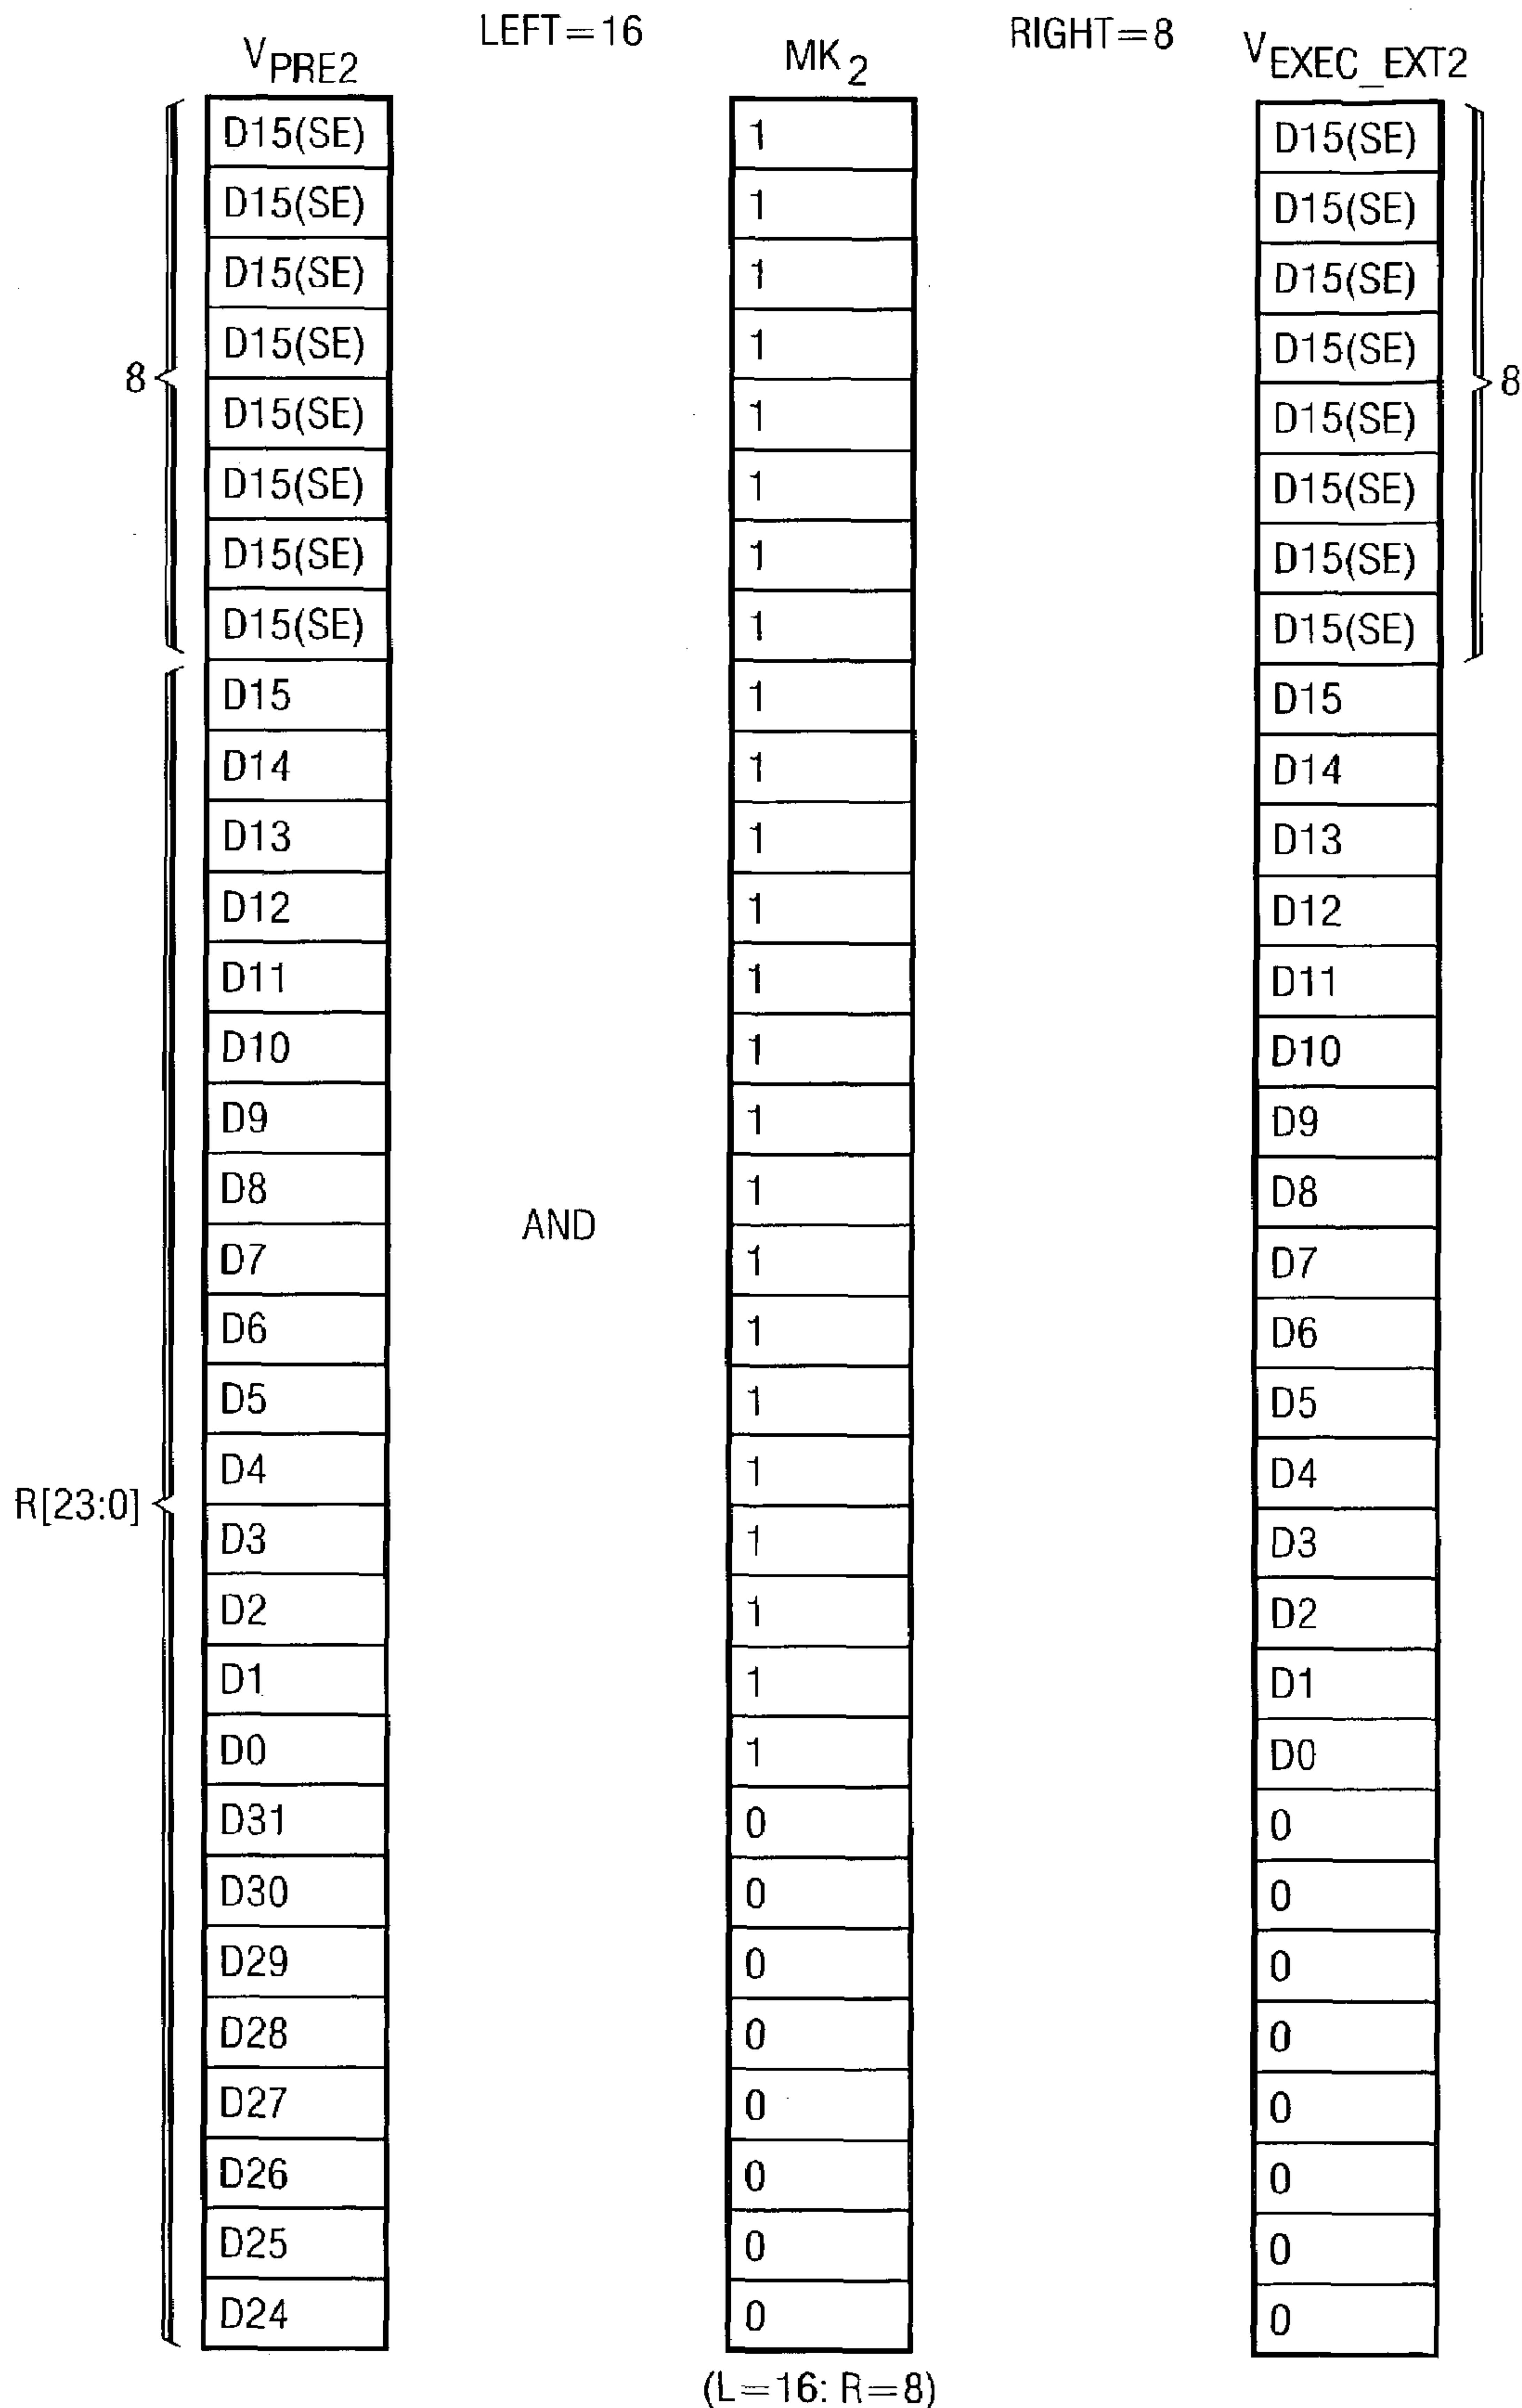 LEFT=16 RIGHT=8
V PRE2 MK 2 V EXEC_EXT2
D15(SE) 1 D15(SE)
D15(SE) 1 D15(SE)
D15(SE) 1 D15(SE)
D15(SE) 1 D15(SE)
8 8
D15(SE) 1 D15(SE)
D15(SE) 1 D15(SE)
D15(SE) 1 D15(SE)
D15(SE) 1 D15(SE)
D15 1 D15
D14 1 D14
D13 1 D13
D12 1 D12
D11 1 D11
D10 1 D10
D9 1 D9
D8 1 D8
AND
D7 1 D7
D6 1 D6
D5 1 D5
D4 1 D4
R[23:0]
D3 1 D3
D2 1 D2
D1 1 D1
D0 1 D0
D31 0 0
D30 0 0
D29 0 0
D28 0 0
D27 0 0
D26 0 0
D25 0 0
D24 0 0
(L=16: R=8)